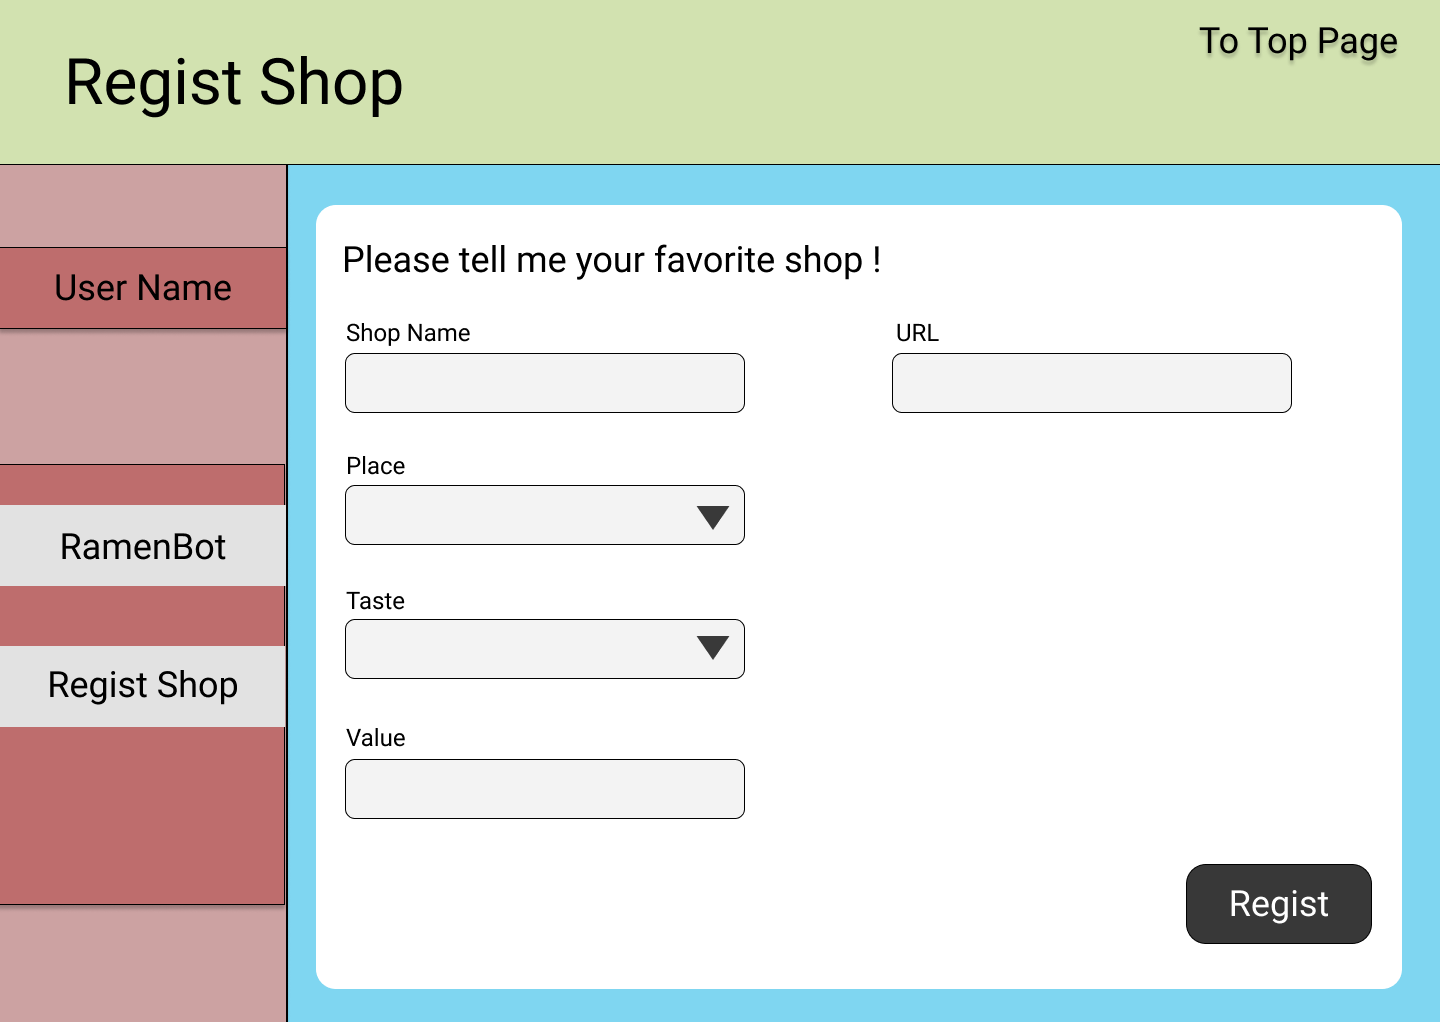 Regist Shop
To Top Page
User Name
RamenBot
Regist Shop
Please tell me your favorite shop !
Shop Name
URL
Place
Taste
Value
Regist